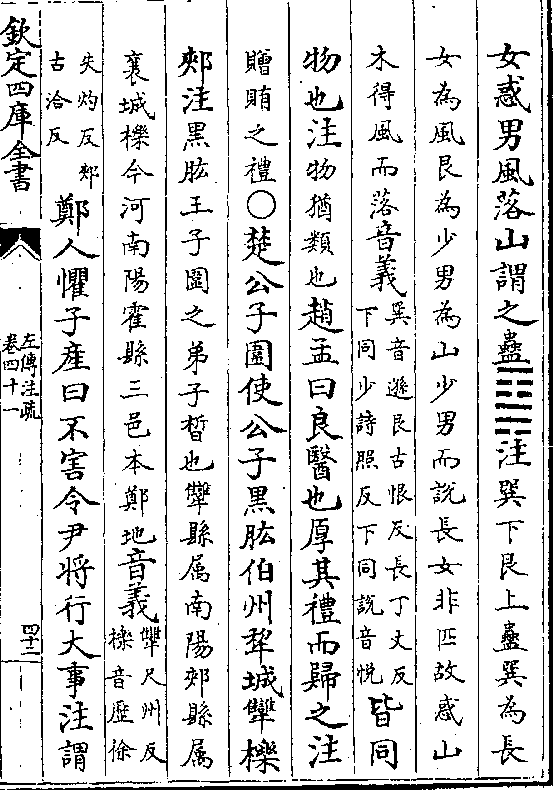 女惑男風落山謂之蠱䷑注巽下艮上蠱巽為長
女為風艮為少男為山少男而說長女非匹故惑山
木得風而落音義
巽音遜艮古恨反長丁丈反
下同少詩照反下同說音悅
皆同
物也注物猶類也趙孟曰良醫也厚其禮而歸之注
贈賄之禮〇楚公子圍使公子黑肱伯州犂城犫櫟
郟注黑肱王子圍之弟子晳也犫縣属南陽郟縣属
襄城櫟今河南陽翟縣三邑本鄭地音義
犫尺州反
櫟音歷徐
失灼反郟
古洽反
鄭人懼子產曰不害令尹將行大事注謂
欽定四庫全書
左傳注疏
卷四十一
四十二